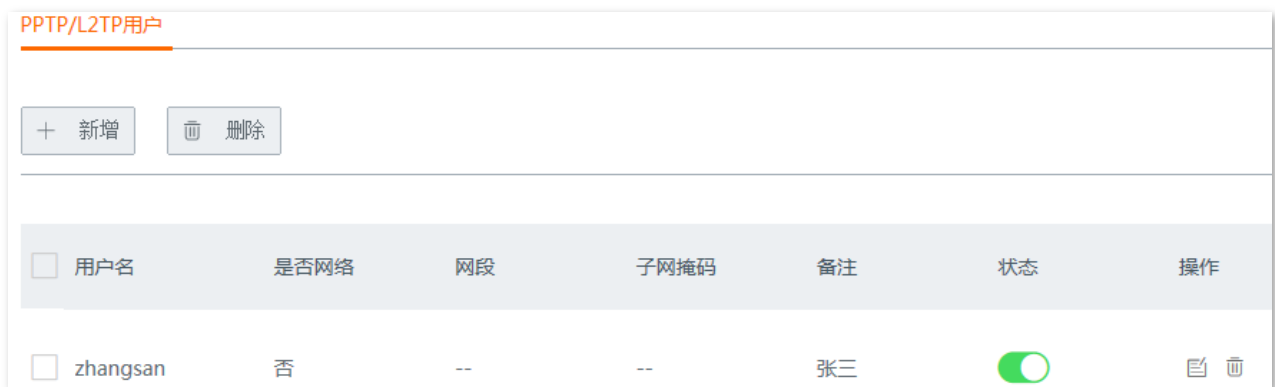 PPTP/L2TP用户
新增 删除
用户名 是否网络 网段 子网掩码 备注 状态 操作
zhangsan 否 -- -- 张三